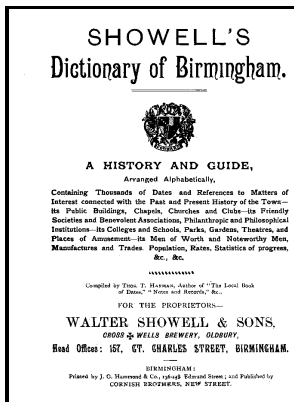 SHOWELL'S
Dictionary of Birmingham.
A HISTORY AND GUIDE,
Arranged Alphabetically,
Containing Thousands of Dates and References to Matters of
Interest connected with the Past and Present History of the Town—
its Public Buildings, Chapels, Churches and Clubs—its Friendly
Societies and Benevolent Associations, Philanthropic and Philosophical
Institutions—its Colleges and Schools, Parks, Gardens, Theatres, and
Places of Amusement—its Men of Worth and Noteworthy Men,
Manufactures and Trades. Population, Rates, Statistics of progress,
&c., &c.
Compiled by THOS. T. HARMAN, Author of "The Local Book
of Dates," "Notes and Records," &c..
FOR THE PROPRIETORS—
WALTER SHOWELL & SONS,
CROSS WELLS BREWERY, OLDBURY,
Head Offices: 157, GT. CHARLES STREET, BIRMINGHAM.
BIRMINGHAM:
Printed by J. G. Hammond & Co., 136-138 Edmund Street; and Published by
CORNISH BROTHERS, NEW STREET.